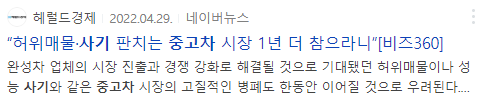 헤럴드경제 2022.04.29. 네이버뉴스
“허위매물·사기 판치는 중고차 시장 1년 더 참으라니”[비즈360]
완성차 업체의 시장 진출과 경쟁 강화로 해결될 것으로 기대됐던 허위매물이나 성
능 사기와 같은 중고차 시장의 고질적인 병폐도 한동안 이어질 것으로 우려된다....